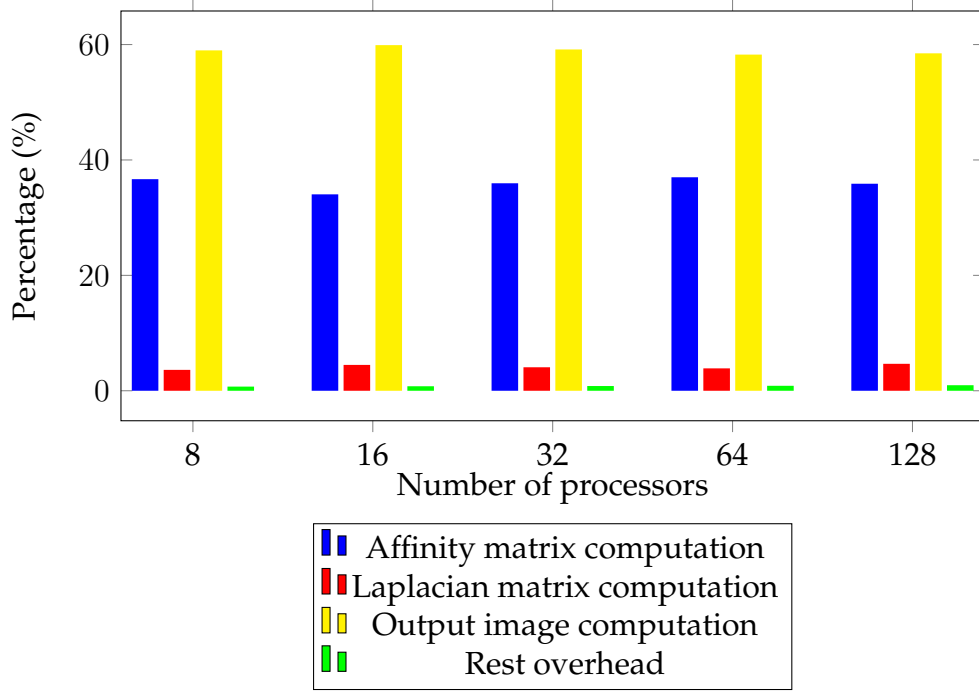 60
40
20
0
Percentage (%)
8 16 32 64 128
Number of processors
Affinity matrix computation
Laplacian matrix computation
Output image computation
Rest overhead